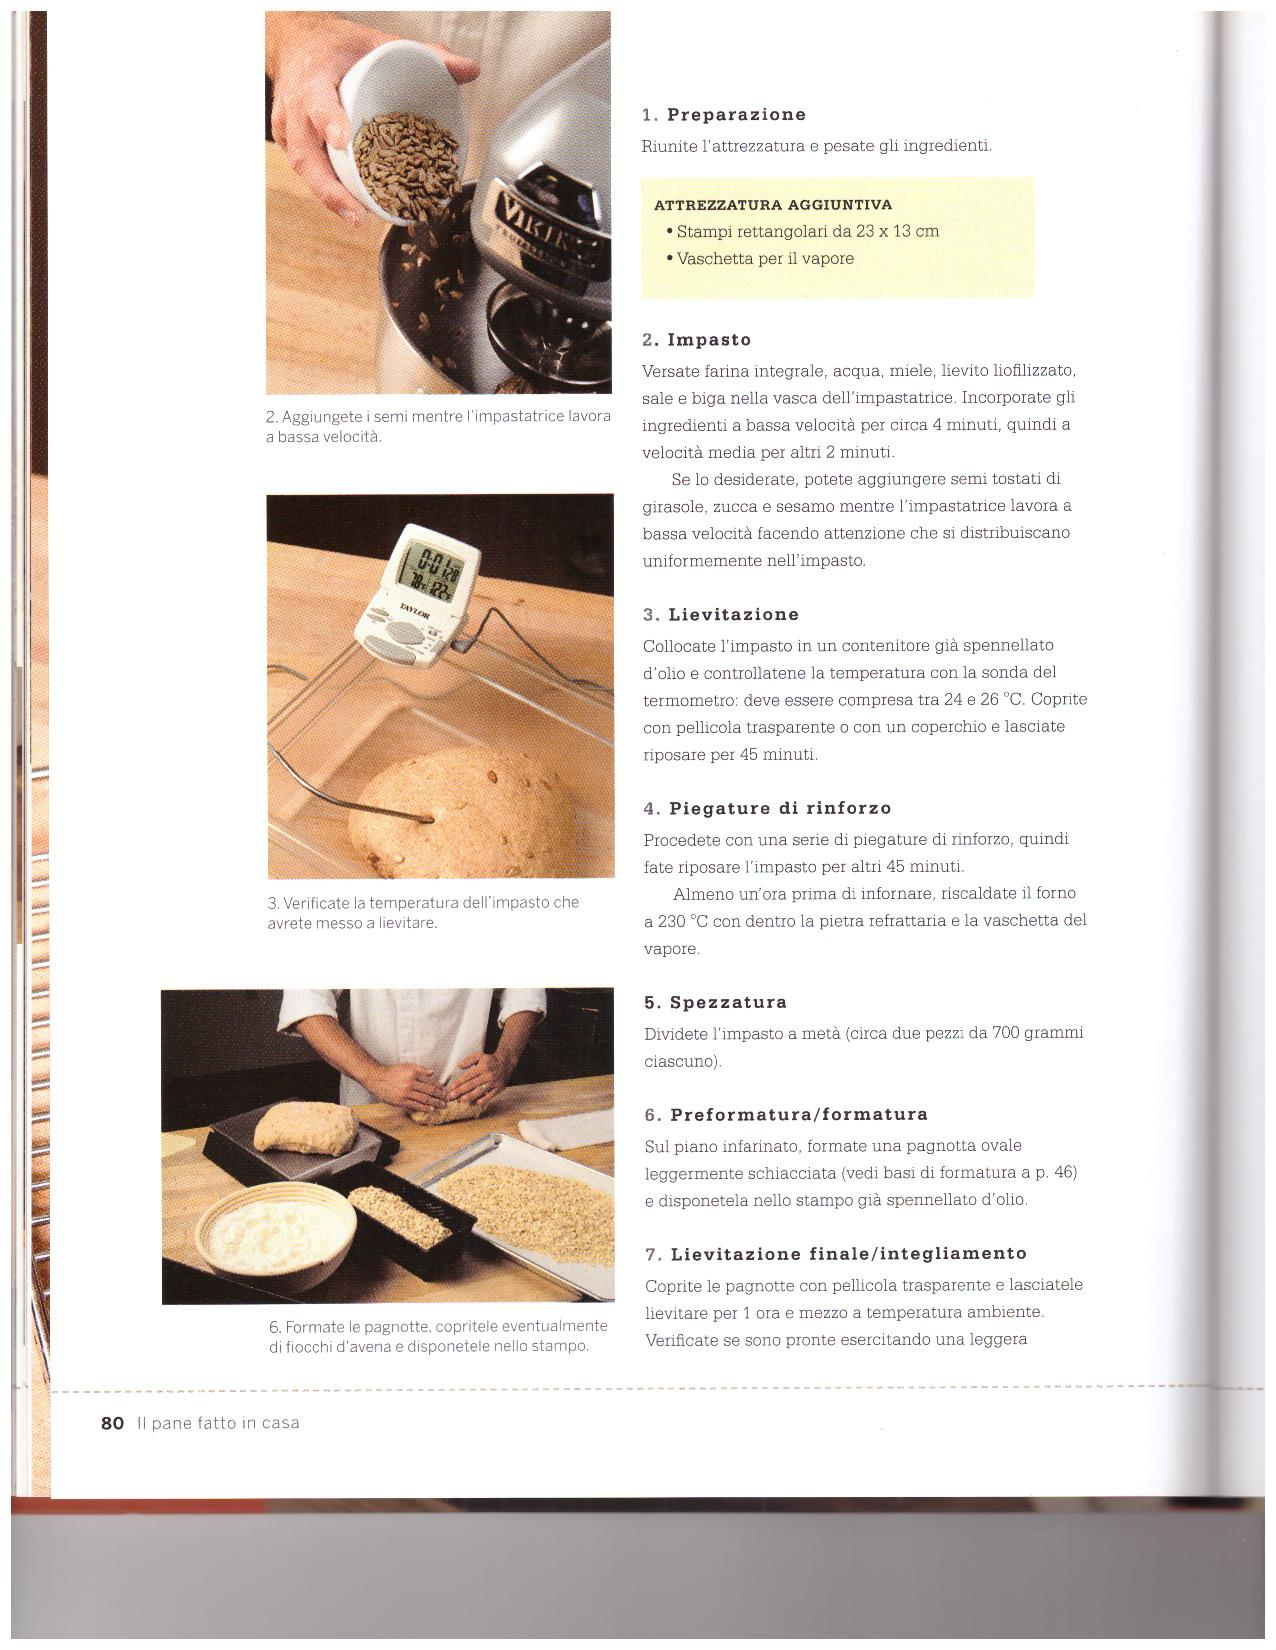 VIKING
2. Aggiungete i semi mentre l'impastatrice lavora
a bassa velocità.
TAYLOR
3. Verificate la temperatura dell'impasto che
avrete messo a lievitare.
6. Formate le pagnotte, copritele eventualmente
di fiocchi d'avena e disponetele nello stampo.
1. Preparazione
Riunite l'attrezzatura e pesate gli ingredienti.
ATTREZZATURA AGGIUNTIVA
• Stampi rettangolari da 23 x 13 cm
• Vaschetta per il vapore
2. Impasto
Versate farina integrale, acqua, miele, lievito liofilizzato,
sale e biga nella vasca dell'impastatrice. Incorporate gli
ingredienti a bassa velocità per circa 4 minuti, quindi a
velocità media per altri 2 minuti.
Se lo desiderate, potete aggiungere semi tostati di
girasole, zucca e sesamo mentre l'impastatrice lavora a
bassa velocità facendo attenzione che si distribuiscano
uniformemente nell'impasto.
3. Lievitazione
Collocate l'impasto in un contenitore già spennellato
d'olio e controllatene la temperatura con la sonda del
termometro: deve essere compresa tra 24 e 26 °C. Coprite
con pellicola trasparente o con un coperchio e lasciate
riposare per 45 minuti.
4. Piegature di rinforzo
Procedete con una serie di piegature di rinforzo, quindi
fate riposare l'impasto per altri 45 minuti.
Almeno un'ora prima di infornare, riscaldate il forno
a 230 °C con dentro la pietra refrattaria e la vaschetta del
vapore.
5. Spezzatura
Dividete l'impasto a metà (circa due pezzi da 700 grammi
ciascuno).
6. Preformatura/formatura
Sul piano infarinato, formate una pagnotta ovale
leggermente schiacciata (vedi basi di formatura a p. 46)
e disponetela nello stampo già spennellato d'olio.
7. Lievitazione finale/integliamento
Coprite le pagnotte con pellicola trasparente e lasciatele
lievitare per 1 ora e mezzo a temperatura ambiente.
Verificate se sono pronte esercitando una leggera
80 Il pane fatto in casa